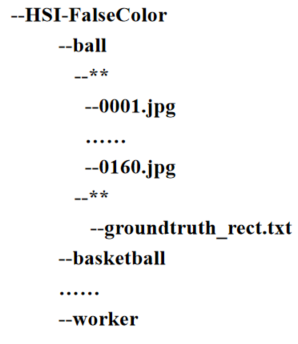 --HSI-FalseColor
--ball
--**
--0001.jpg
……
--0160.jpg
--**
--groundtruth_rect.txt
--basketball
……
--worker